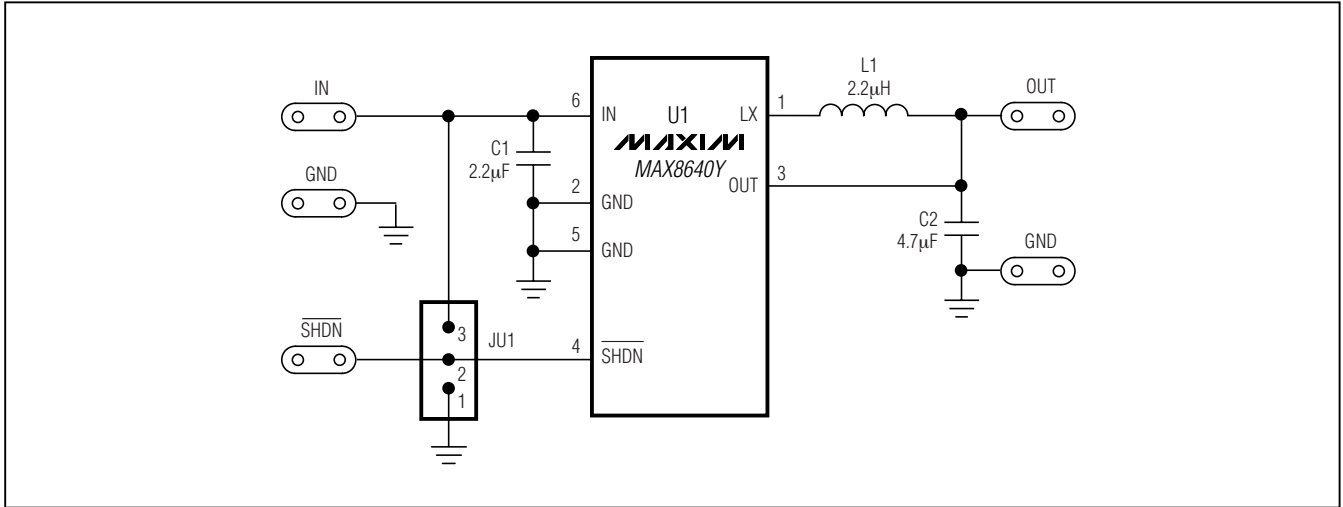 IN
GND
SHDN
3
2
1
JU1
C1
2.2μF
6
2
5
4
IN
GND
GND
SHDN
U1
MAXIM
MAX8640Y
LX
OUT
1
3
L1
2.2μH
C2
4.7μF
OUT
GND